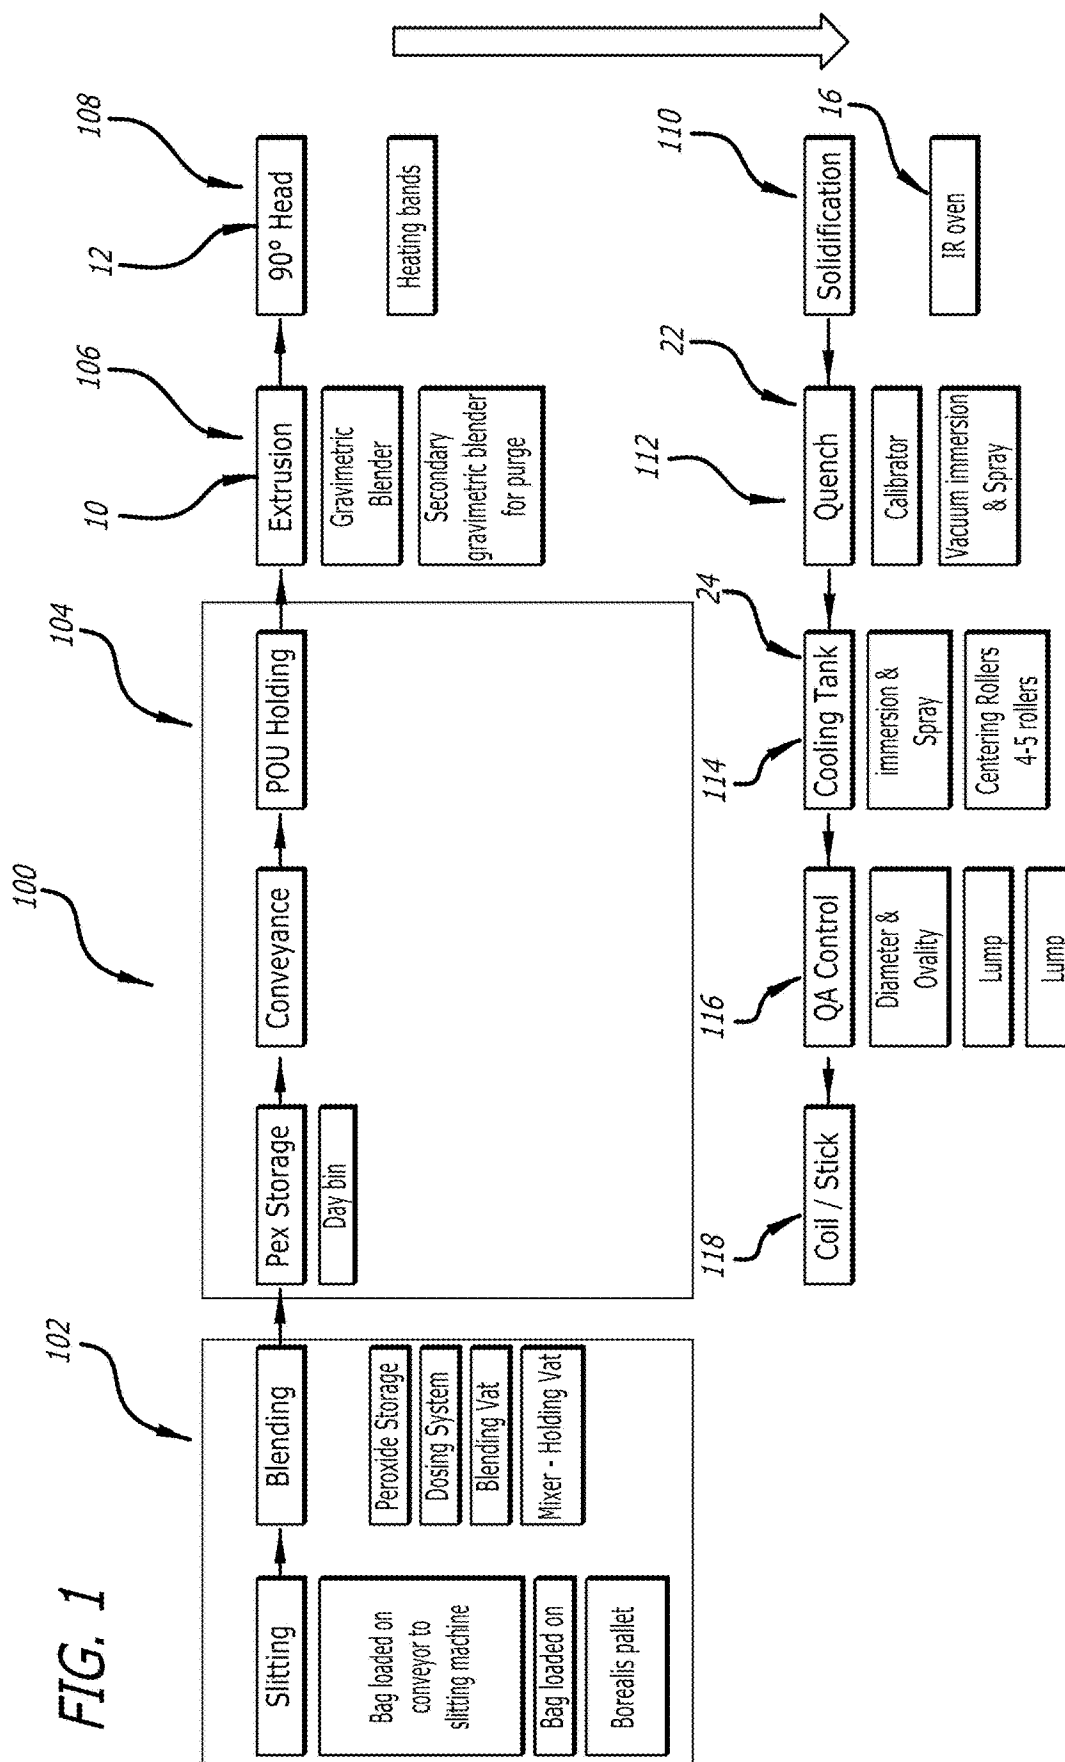 FIG. 1
100
102
104
106
10
108
12
Slitting
Bag loaded on
conveyor to
slitting machine
Bag loaded on
Borealis pallet
Blending
Peroxide Storage
Dosing System
Blending Vat
Mixer - Holding Vat
Pex Storage
Day bin
Conveyance
POU Holding
Extrusion
Gravimetric
Blender
Secondary
gravimetric blender
for purge
90° Head
Heating bands
118
Coil / Stick
116
QA Control
Diameter &
Ovality
Lump
Lump
114
24
Cooling Tank
immersion &
Spray
Centering Rollers
4-5 rollers
112
22
Quench
Calibrator
Vacuum immersion
& Spray
110
Solidification
16
IR oven